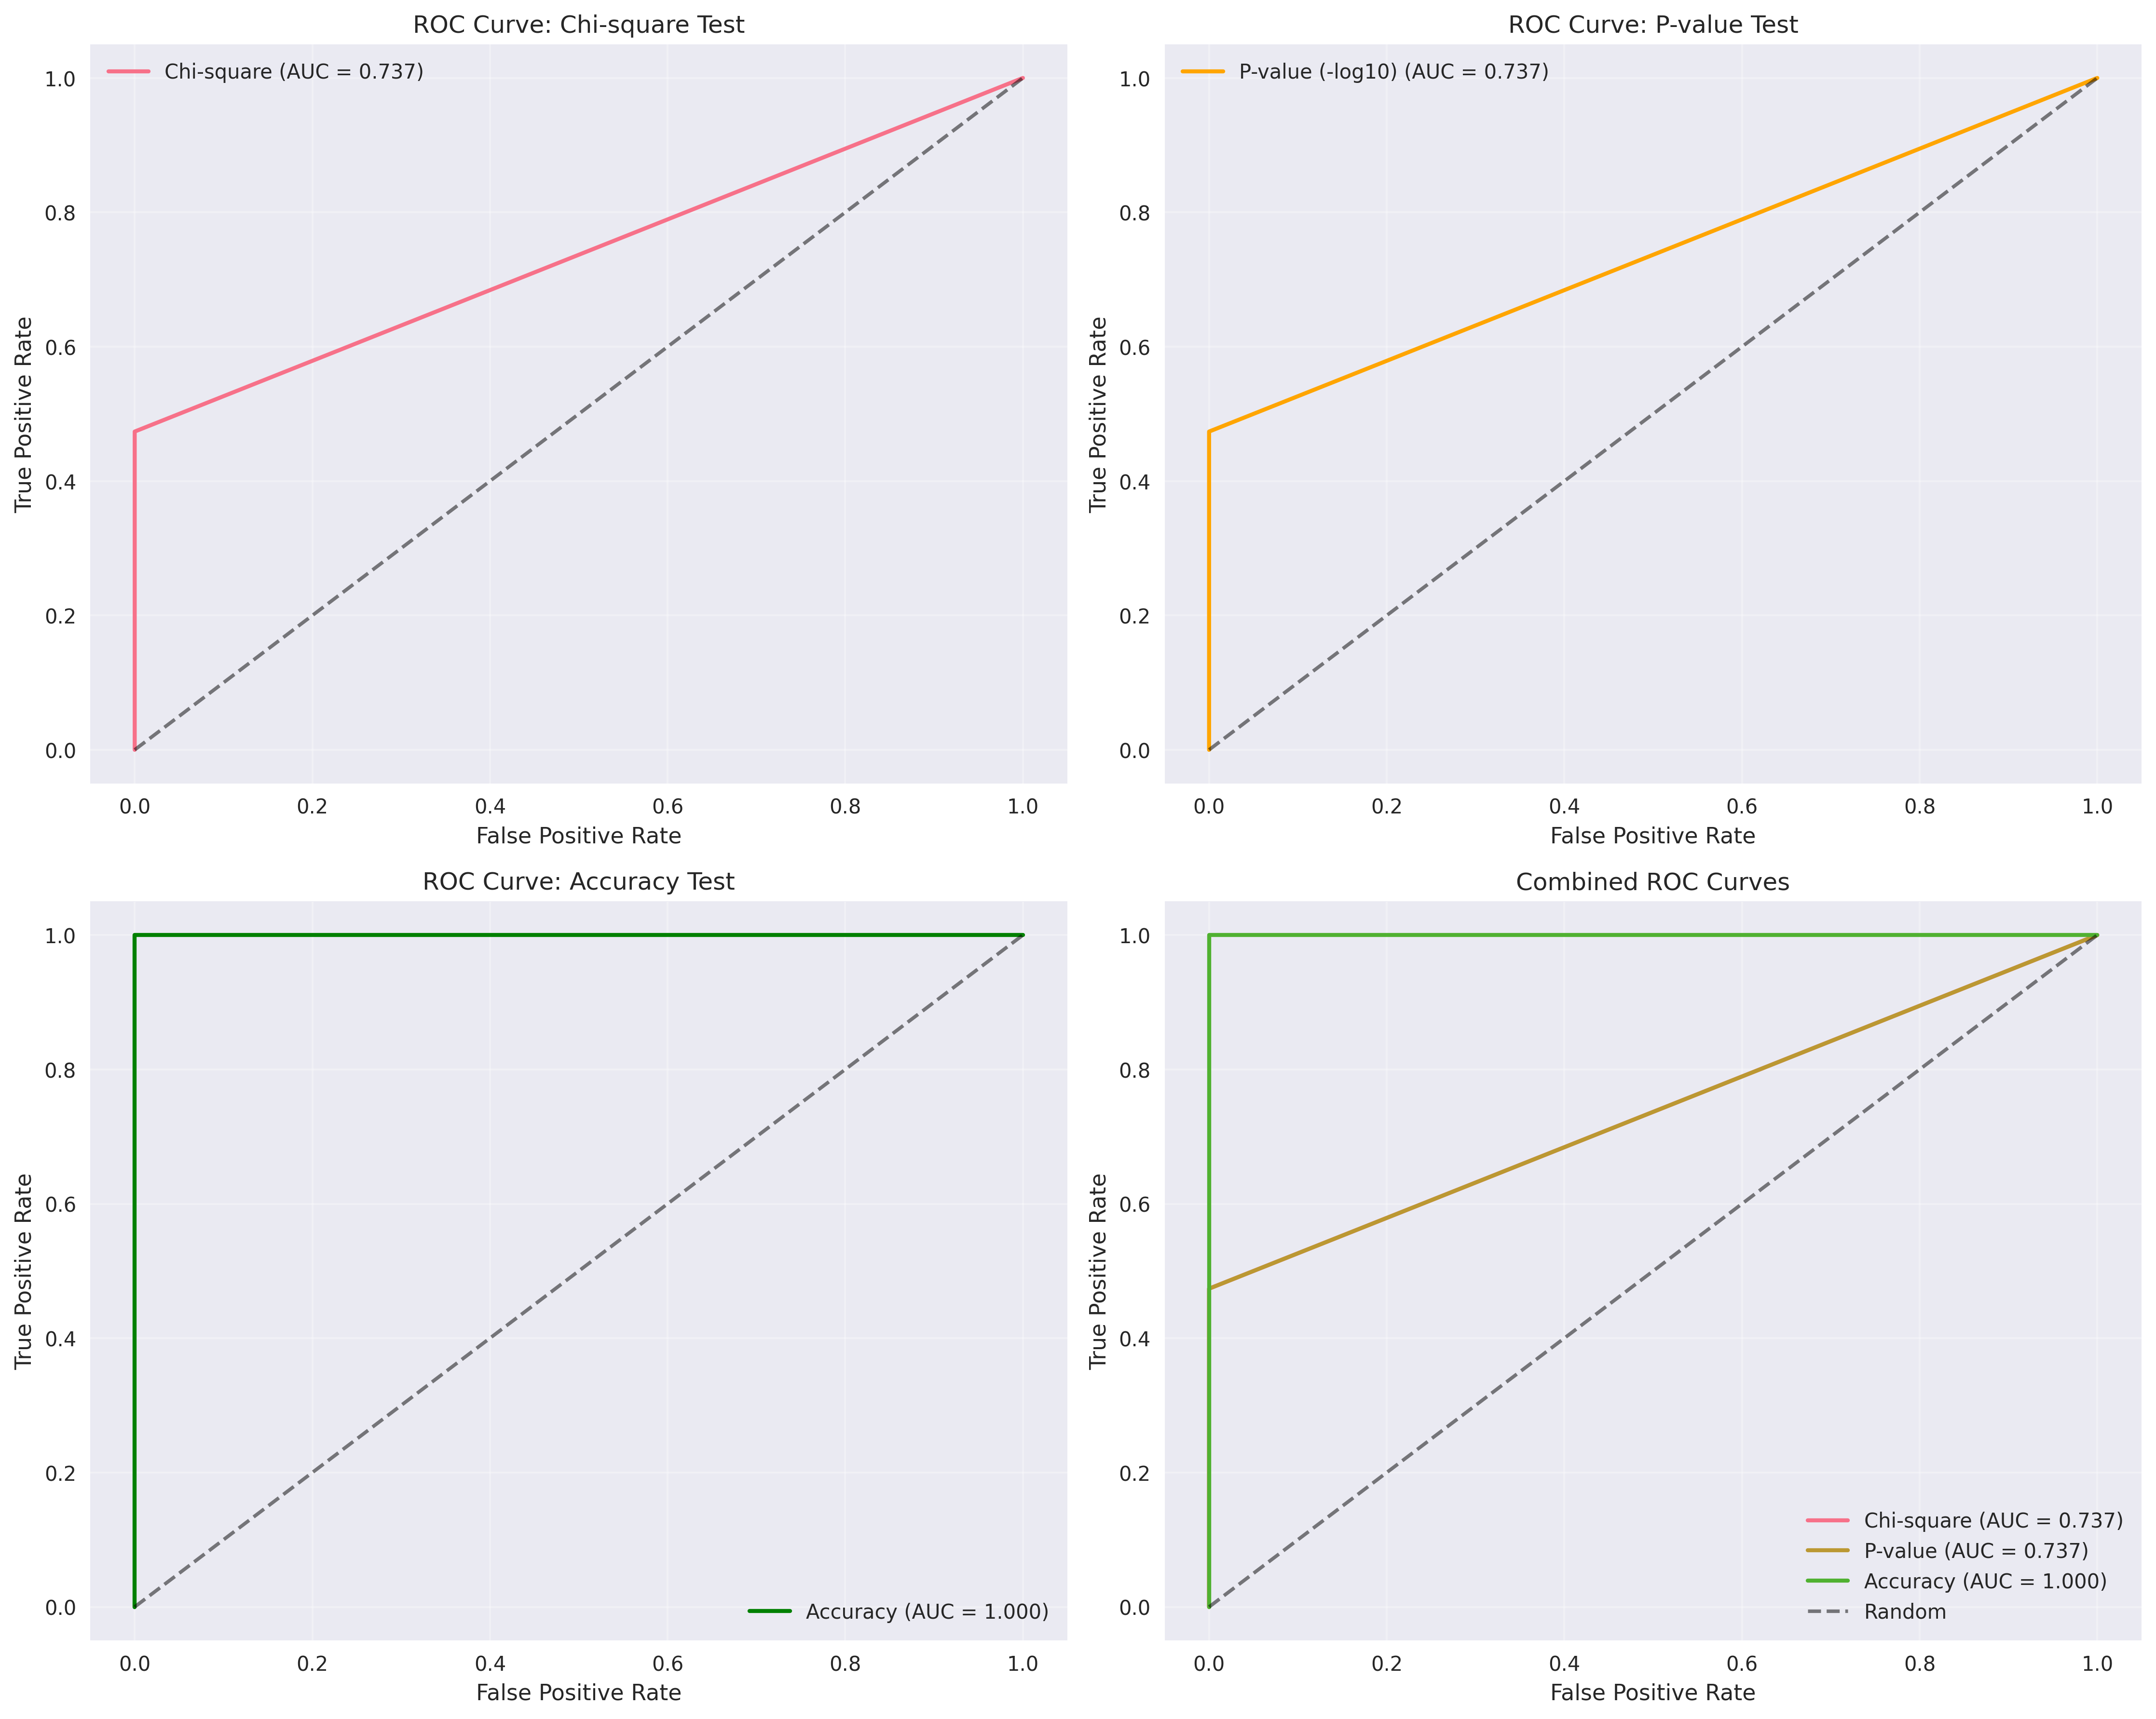 ROC Curve: Chi-square Test
Chi-square (AUC = 0.737)
True Positive Rate
1.0
0.8
0.6
0.4
0.2
0.0
0.0 0.2 0.4 0.6 0.8 1.0
False Positive Rate
ROC Curve: P-value Test
P-value (-log10) (AUC = 0.737)
True Positive Rate
1.0
0.8
0.6
0.4
0.2
0.0
0.0 0.2 0.4 0.6 0.8 1.0
False Positive Rate
ROC Curve: Accuracy Test
True Positive Rate
1.0
0.8
0.6
0.4
0.2
0.0
Accuracy (AUC = 1.000)
0.0 0.2 0.4 0.6 0.8 1.0
False Positive Rate
Combined ROC Curves
True Positive Rate
1.0
0.8
0.6
0.4
0.2
0.0
Chi-square (AUC = 0.737)
P-value (AUC = 0.737)
Accuracy (AUC = 1.000)
Random
0.0 0.2 0.4 0.6 0.8 1.0
False Positive Rate